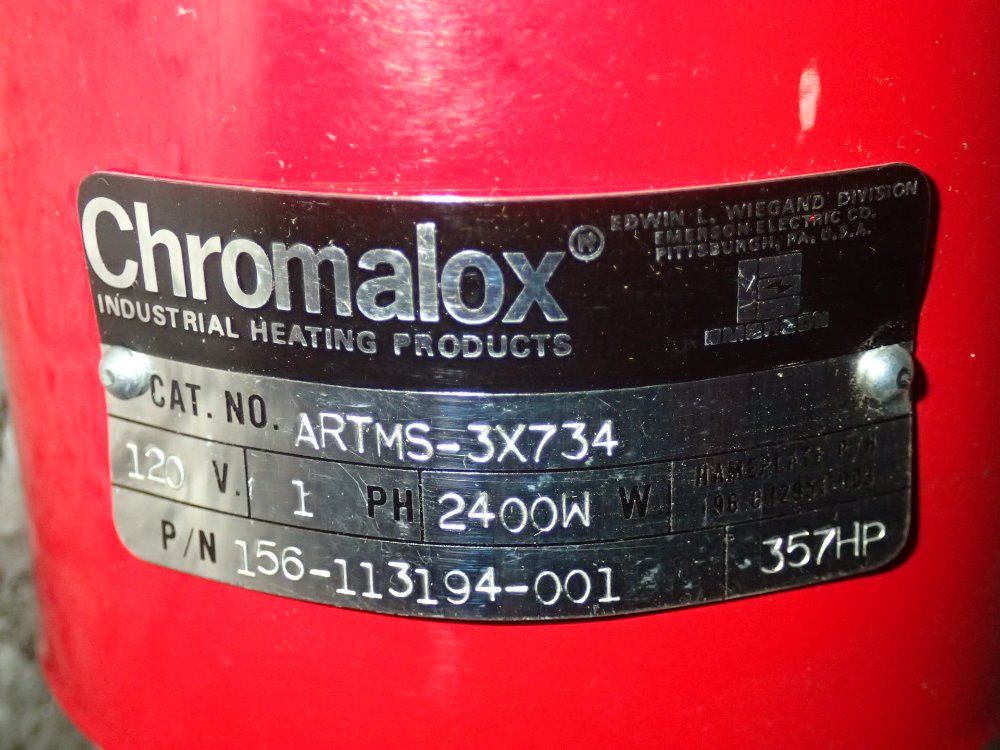 Chromalox®
INDUSTRIAL HEATING PRODUCTS
EDWIN L. WIEGAND DIVISION
EMERSON ELECTRIC CO.
PITTSBURGH, PA. U.S.A.
EMERSON
CAT. NO. ARTMS-3X734
120 V. 1 PH 2400W W.
NAMEPLATE P/N
P/N 156-113194-001 357HP